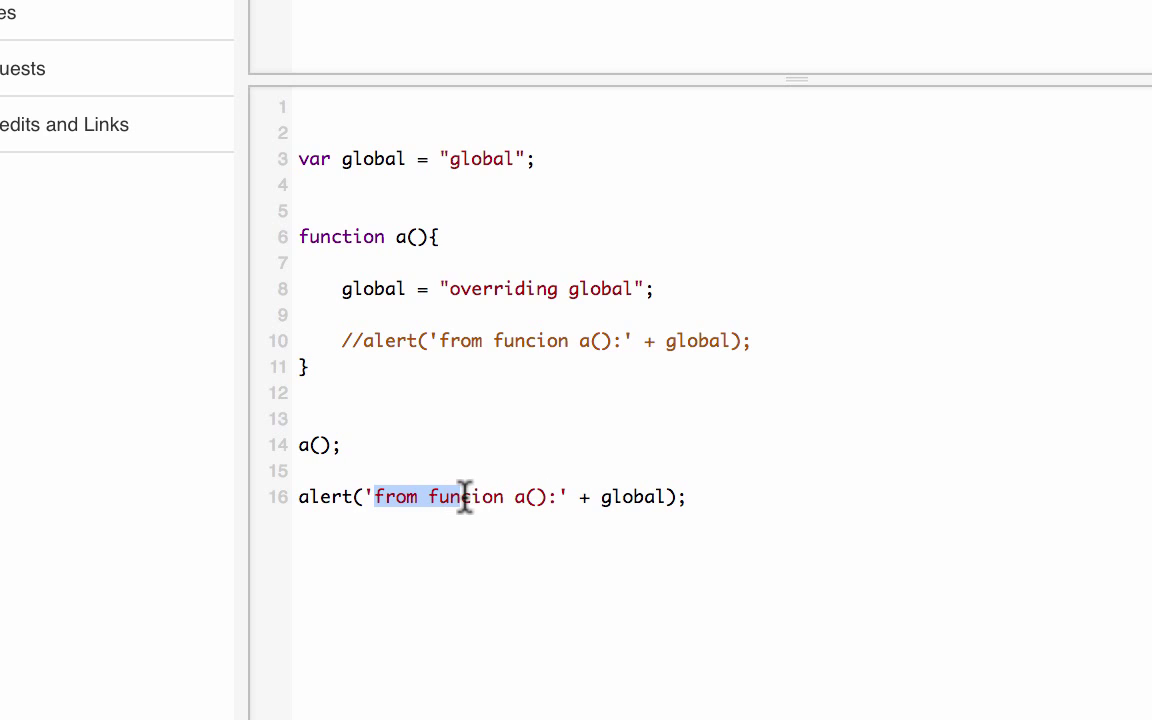 es
uests
edits and Links
1
2
3 var global = "global";
4
5
6 function a(){
7
8 global = "overriding global";
9
10 //alert('from funcion a():' + global);
11 }
12
13
14 a();
15
16 alert('from funcion a():' + global);